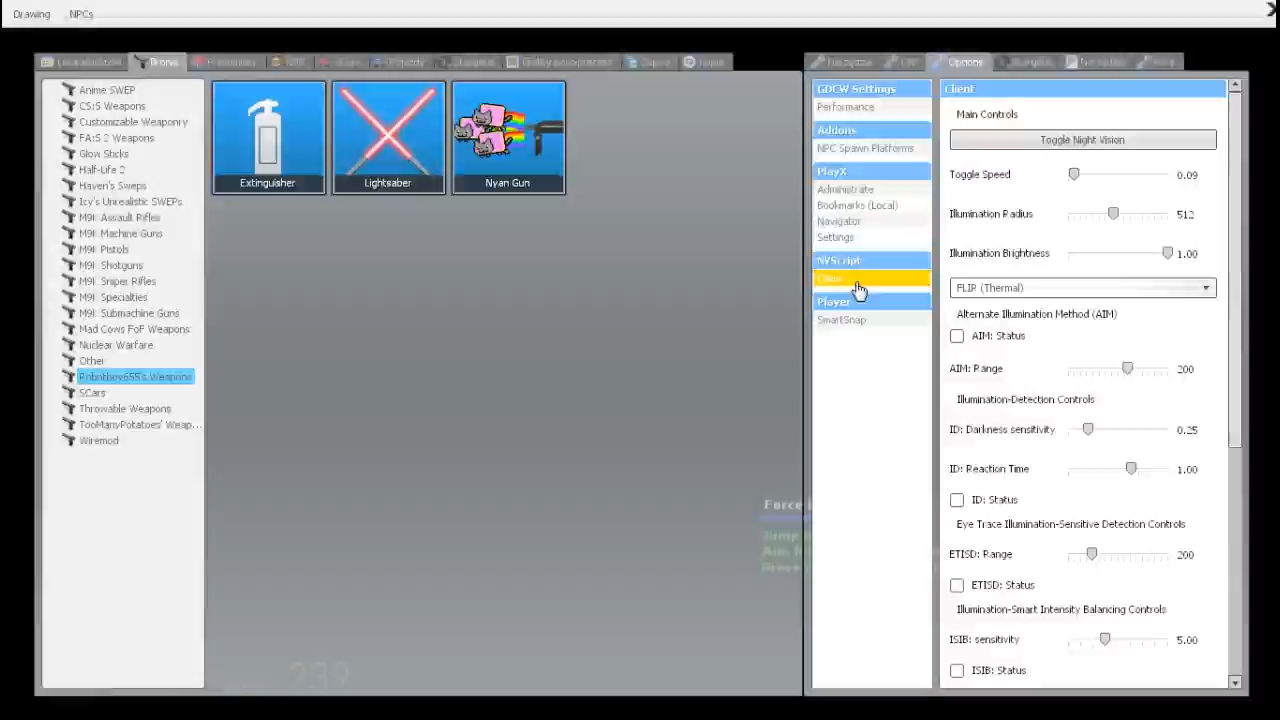 Drawing NPCs
Options
Anime SWEP
CS:S Weapons
Customizable Weaponry
FA:S 2 Weapons
Glow Sticks
Half-Life 2
Haven's Sweps
Icy's Unrealistic SWEPs
M9K Assault Rifles
M9K Machine Guns
M9K Pistols
M9K Shotguns
M9K Sniper Rifles
M9K Specialties
M9K Submachine Guns
Mad Cows FoF Weapons
Nuclear Warfare
Other
Robotboy655's Weapons
SCars
Throwable Weapons
TooManyPotatoes' Weap...
Wiremod
Extinguisher
Lightsaber
Nyan Gun
Force
239
GDCW Settings
Performance
Addons
NPC Spawn Platforms
PlayX
Administrate
Bookmarks (Local)
Navigator
Settings
NVScript
Client
Player
SmartSnap
Client
Main Controls
Toggle Night Vision
Toggle Speed 0.09
Illumination Radius 512
Illumination Brightness 1.00
FLIR (Thermal)
Alternate Illumination Method (AIM)
AIM: Status
AIM: Range 200
Illumination-Detection Controls
ID: Darkness sensitivity 0.25
ID: Reaction Time 1.00
ID: Status
Eye Trace Illumination-Sensitive Detection Controls
ETISD: Range 200
ETISD: Status
Illumination-Smart Intensity Balancing Controls
ISIB: sensitivity 5.00
ISIB: Status